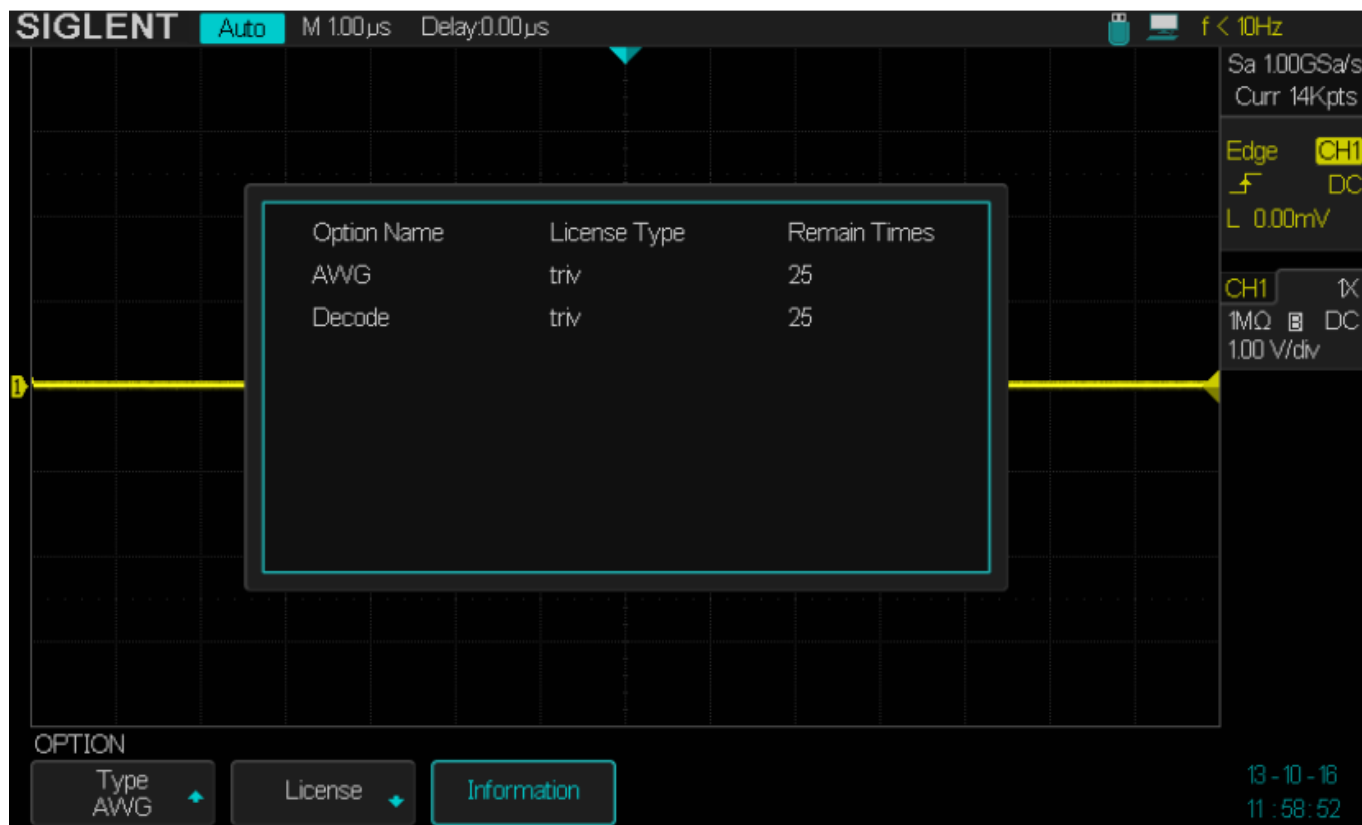 SIGLENT Auto M 1.00µs Delay:0.00µs f < 10Hz
Sa 1.00GSa/s
Curr 14Kpts
Edge CH1
DC
L 0.00mV
CH1 1X
1MΩ B DC
1.00 V/div
Option Name License Type Remain Times
AWG triv 25
Decode triv 25
1
OPTION
Type
AWG
License
Information
13-10-16
11:58:52